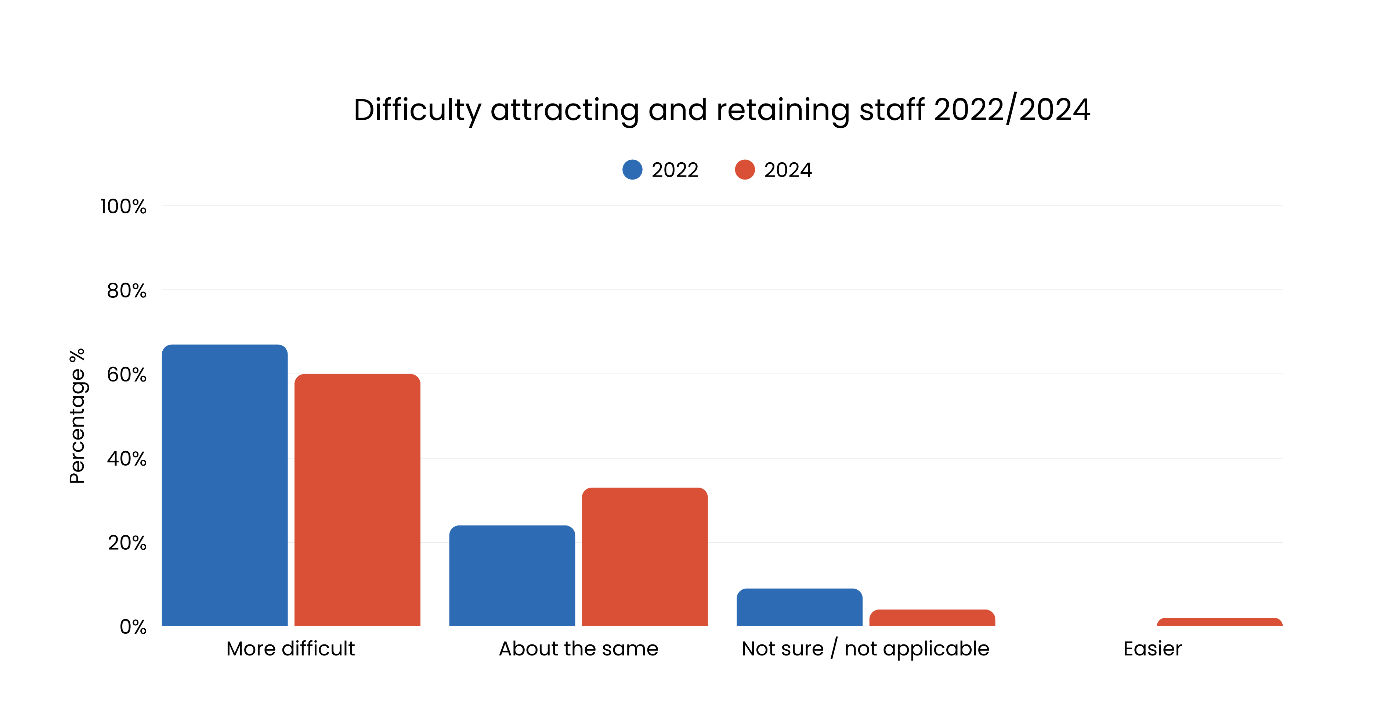 Difficulty attracting and retaining staff 2022/2024
2022 2024
100%
80%
60%
40%
20%
0%
Percentage %
More difficult About the same Not sure / not applicable Easier